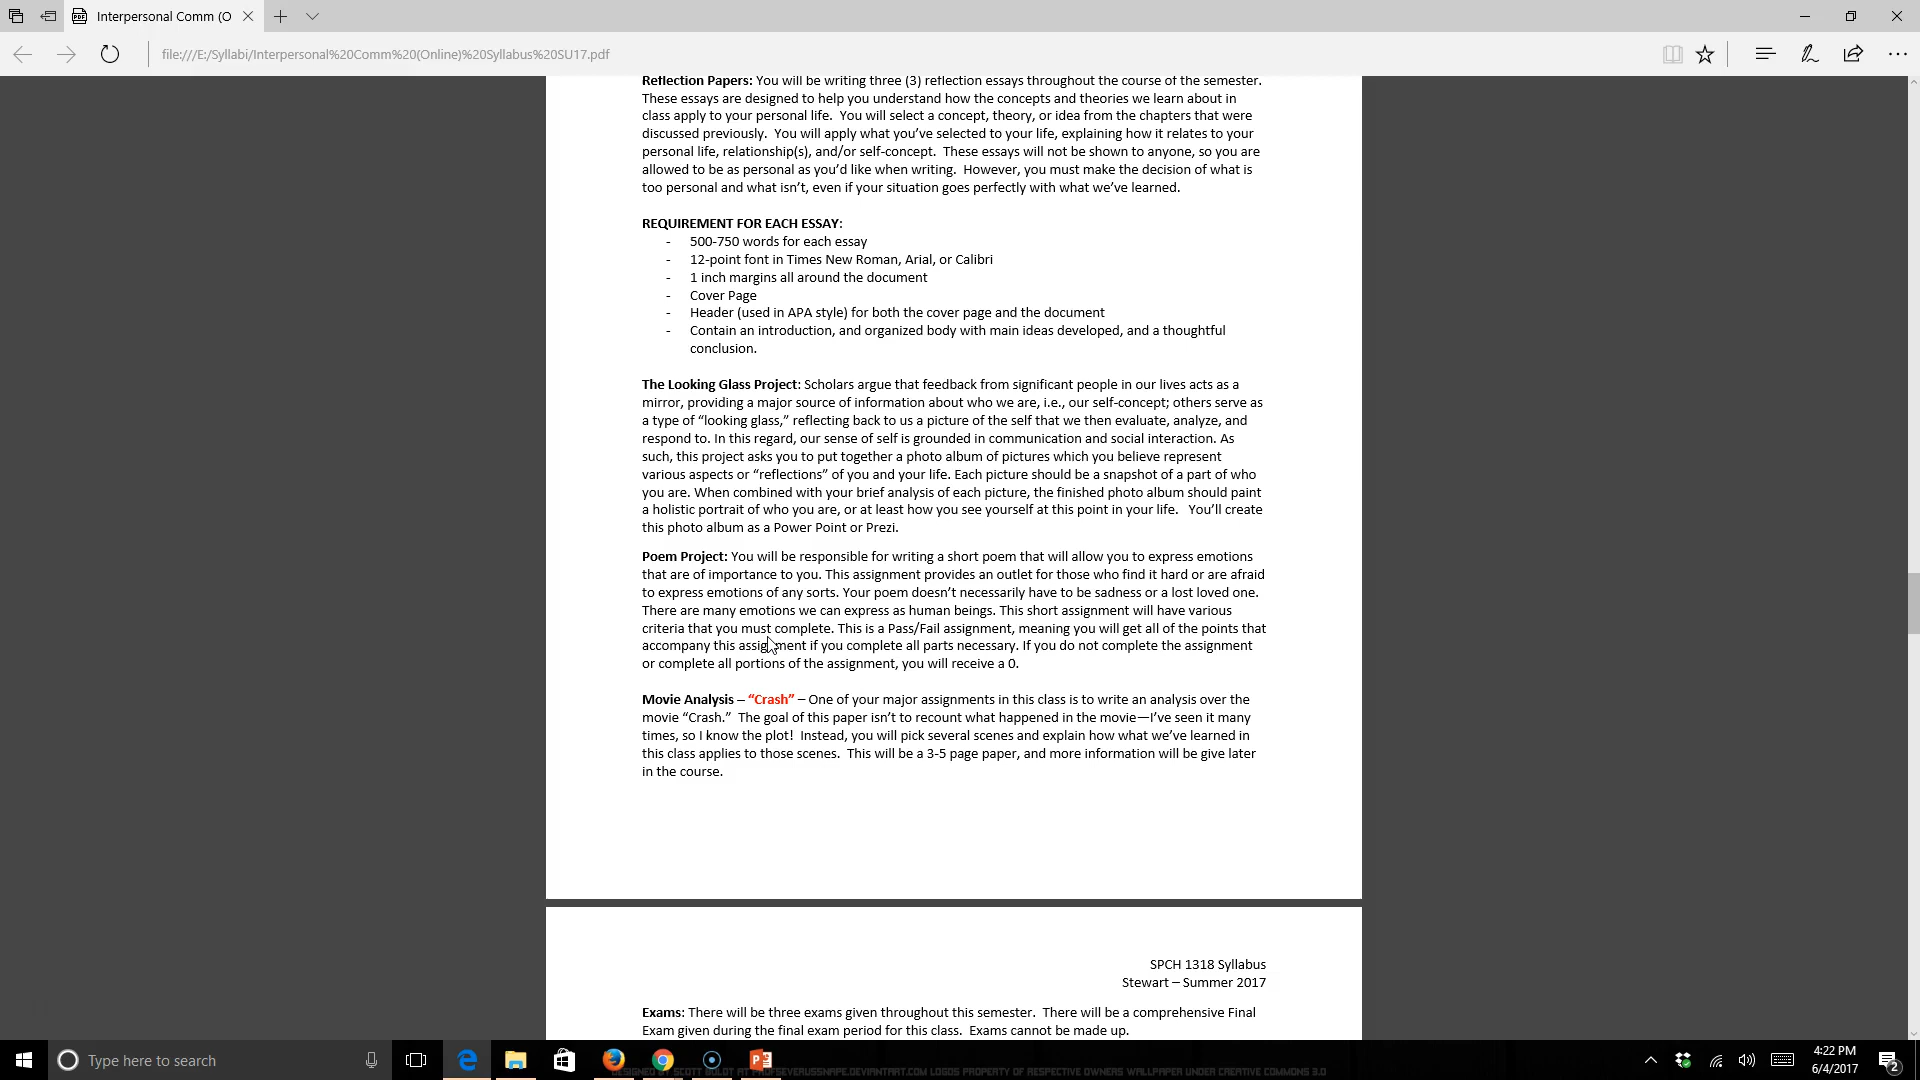 Interpersonal Comm (O
file:///E:/Syllabi/Interpersonal%20Comm%20(Online)%20Syllabus%20SU17.pdf
Reflection Papers: You will be writing three (3) reflection essays throughout the course of the semester.
These essays are designed to help you understand how the concepts and theories we learn about in
class apply to your personal life.  You will select a concept, theory, or idea from the chapters that were
discussed previously.  You will apply what you’ve selected to your life, explaining how it relates to your
personal life, relationship(s), and/or self-concept.  These essays will not be shown to anyone, so you are
allowed to be as personal as you’d like when writing.  However, you must make the decision of what is
too personal and what isn’t, even if your situation goes perfectly with what we’ve learned.
REQUIREMENT FOR EACH ESSAY:
- 500-750 words for each essay
- 12-point font in Times New Roman, Arial, or Calibri
- 1 inch margins all around the document
- Cover Page
- Header (used in APA style) for both the cover page and the document
- Contain an introduction, and organized body with main ideas developed, and a thoughtful
conclusion.
The Looking Glass Project: Scholars argue that feedback from significant people in our lives acts as a
mirror, providing a major source of information about who we are, i.e., our self-concept; others serve as
a type of “looking glass,” reflecting back to us a picture of the self that we then evaluate, analyze, and
respond to. In this regard, our sense of self is grounded in communication and social interaction. As
such, this project asks you to put together a photo album of pictures which you believe represent
various aspects or “reflections” of you and your life. Each picture should be a snapshot of a part of who
you are. When combined with your brief analysis of each picture, the finished photo album should paint
a holistic portrait of who you are, or at least how you see yourself at this point in your life.   You’ll create
this photo album as a Power Point or Prezi.
Poem Project: You will be responsible for writing a short poem that will allow you to express emotions
that are of importance to you. This assignment provides an outlet for those who find it hard or are afraid
to express emotions of any sorts. Your poem doesn’t necessarily have to be sadness or a lost loved one.
There are many emotions we can express as human beings. This short assignment will have various
criteria that you must complete. This is a Pass/Fail assignment, meaning you will get all of the points that
accompany this assignment if you complete all parts necessary. If you do not complete the assignment
or complete all portions of the assignment, you will receive a 0.
Movie Analysis – “Crash” – One of your major assignments in this class is to write an analysis over the
movie “Crash.”  The goal of this paper isn’t to recount what happened in the movie—I’ve seen it many
times, so I know the plot!  Instead, you will pick several scenes and explain how what we’ve learned in
this class applies to those scenes.  This will be a 3-5 page paper, and more information will be give later
in the course.
SPCH 1318 Syllabus
Stewart – Summer 2017
Exams: There will be three exams given throughout this semester.  There will be a comprehensive Final
Exam given during the final exam period for this class.  Exams cannot be made up.
Type here to search
4:22 PM
6/4/2017
2